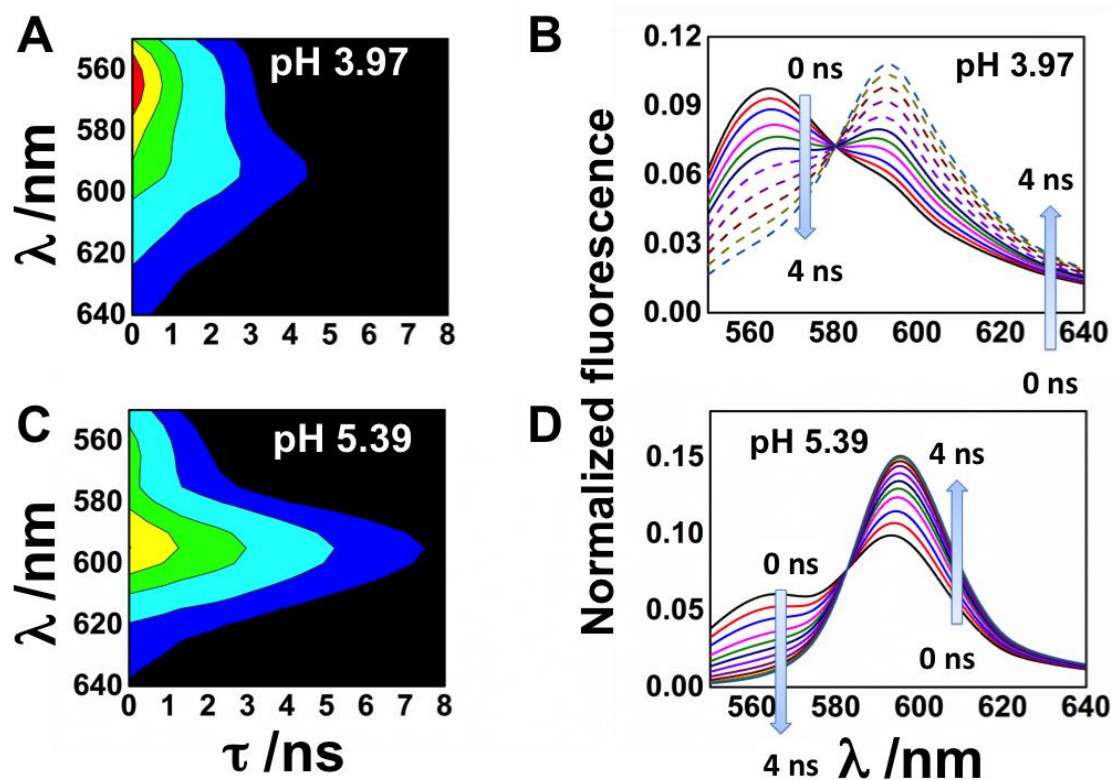 A
pH 3.97
λ /nm
560
580
600
620
640
0 1 2 3 4 5 6 7 8
B
pH 3.97
0 ns
4 ns
4 ns
0 ns
0.12
0.09
0.06
0.03
0.00
560 580 600 620 640
Normalized fluorescence
C
pH 5.39
λ /nm
560
580
600
620
640
0 1 2 3 4 5 6 7 8
τ /ns
D
pH 5.39
4 ns
0 ns
0 ns
4 ns
0.15
0.10
0.05
0.00
560 580 600 620 640
λ /nm